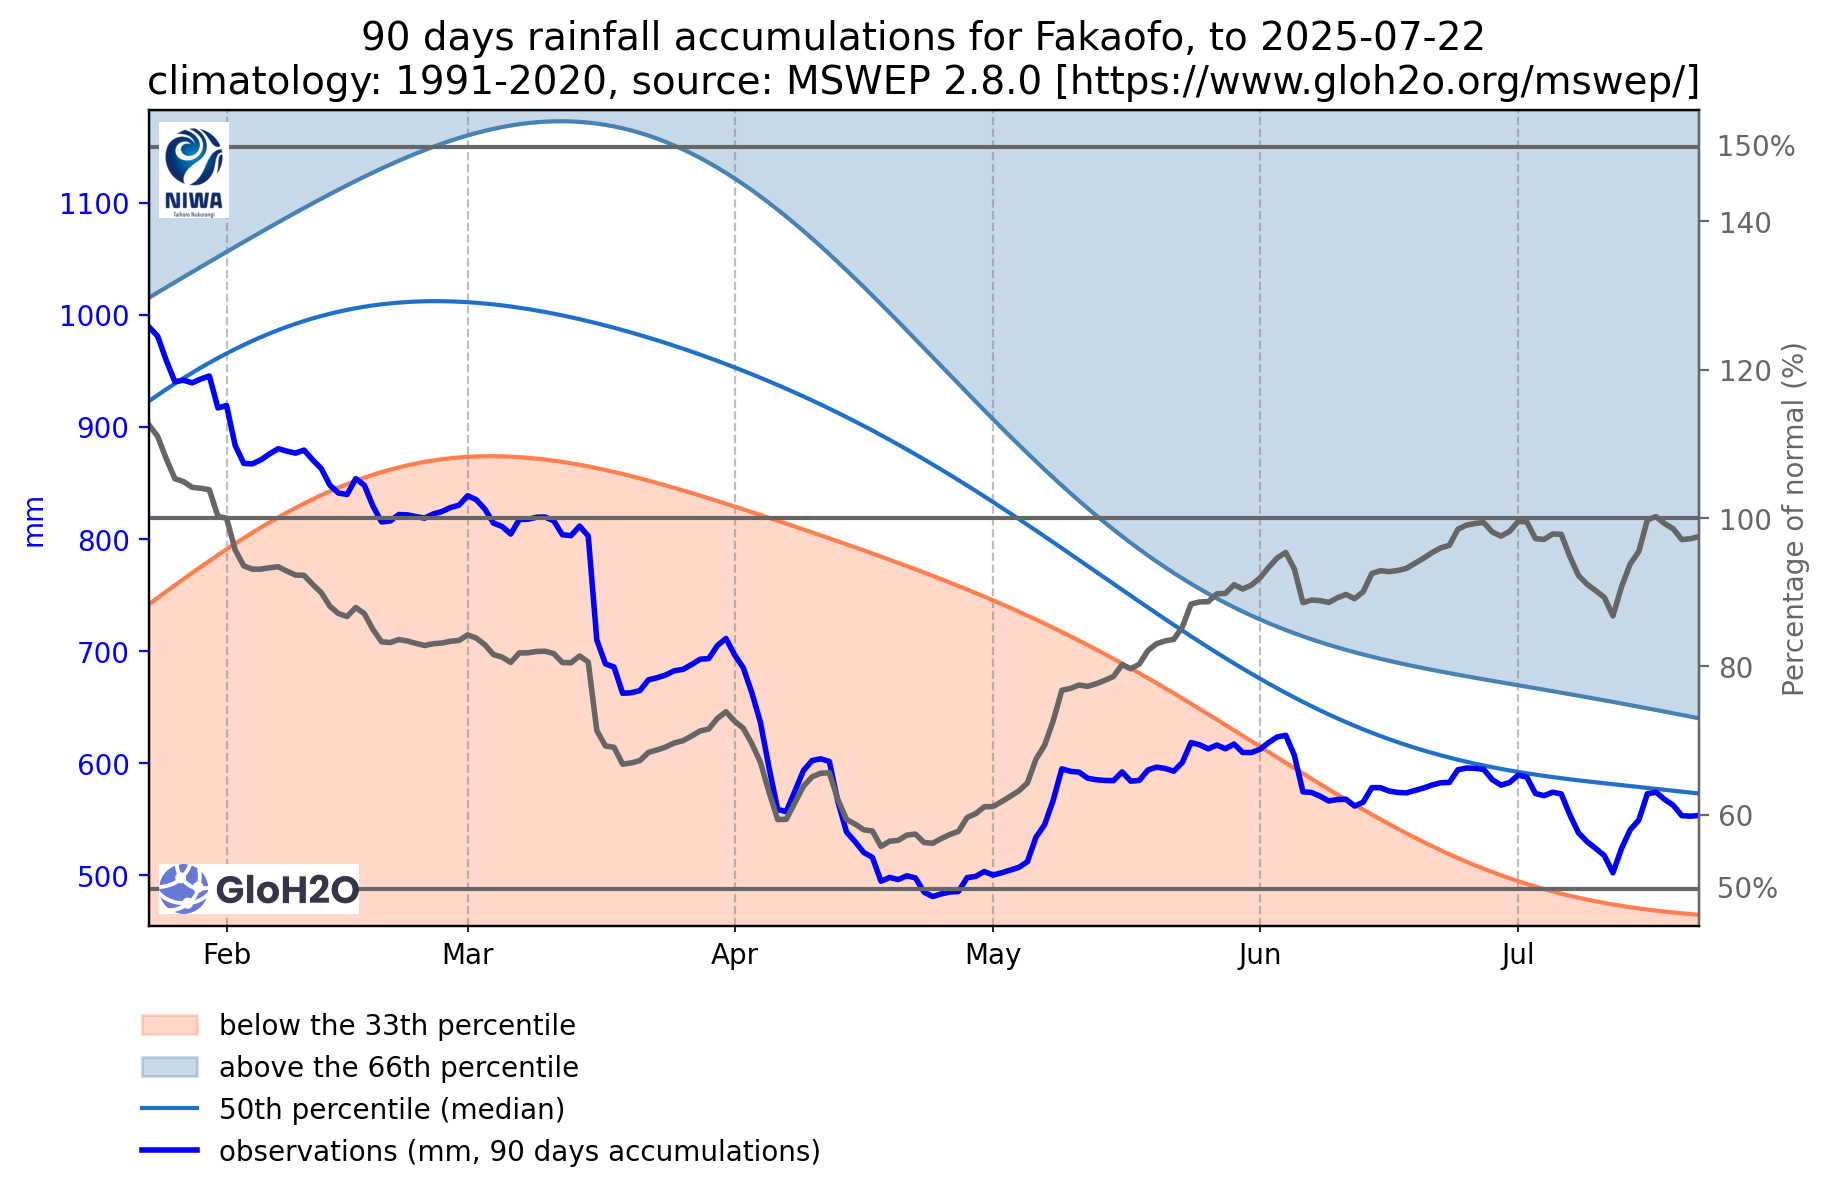 90 days rainfall accumulations for Fakaofo, to 2025-07-22
climatology: 1991-2020, source: MSWEP 2.8.0 [https://www.gloh2o.org/mswep/]
NIWA
Taihoro Nukurangi
1100
1000
900
800
700
600
500
mm
150%
140
120
100
80
60
50%
Percentage of normal (%)
GloH2O
Feb
Mar
Apr
May
Jun
Jul
below the 33th percentile
above the 66th percentile
50th percentile (median)
observations (mm, 90 days accumulations)